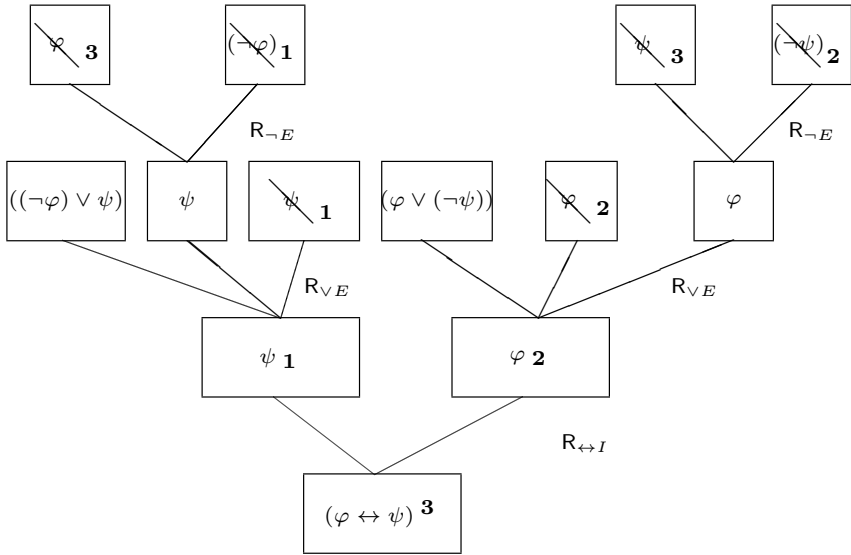 φ 3 (¬φ) 1 ψ 3 (¬ψ) 2
R¬E R¬E
((¬φ) ∨ ψ) ψ ψ 1 (φ ∨ (¬ψ)) φ 2 φ
R∨E R∨E
ψ 1 φ 2
R↔I
(φ ↔ ψ) 3